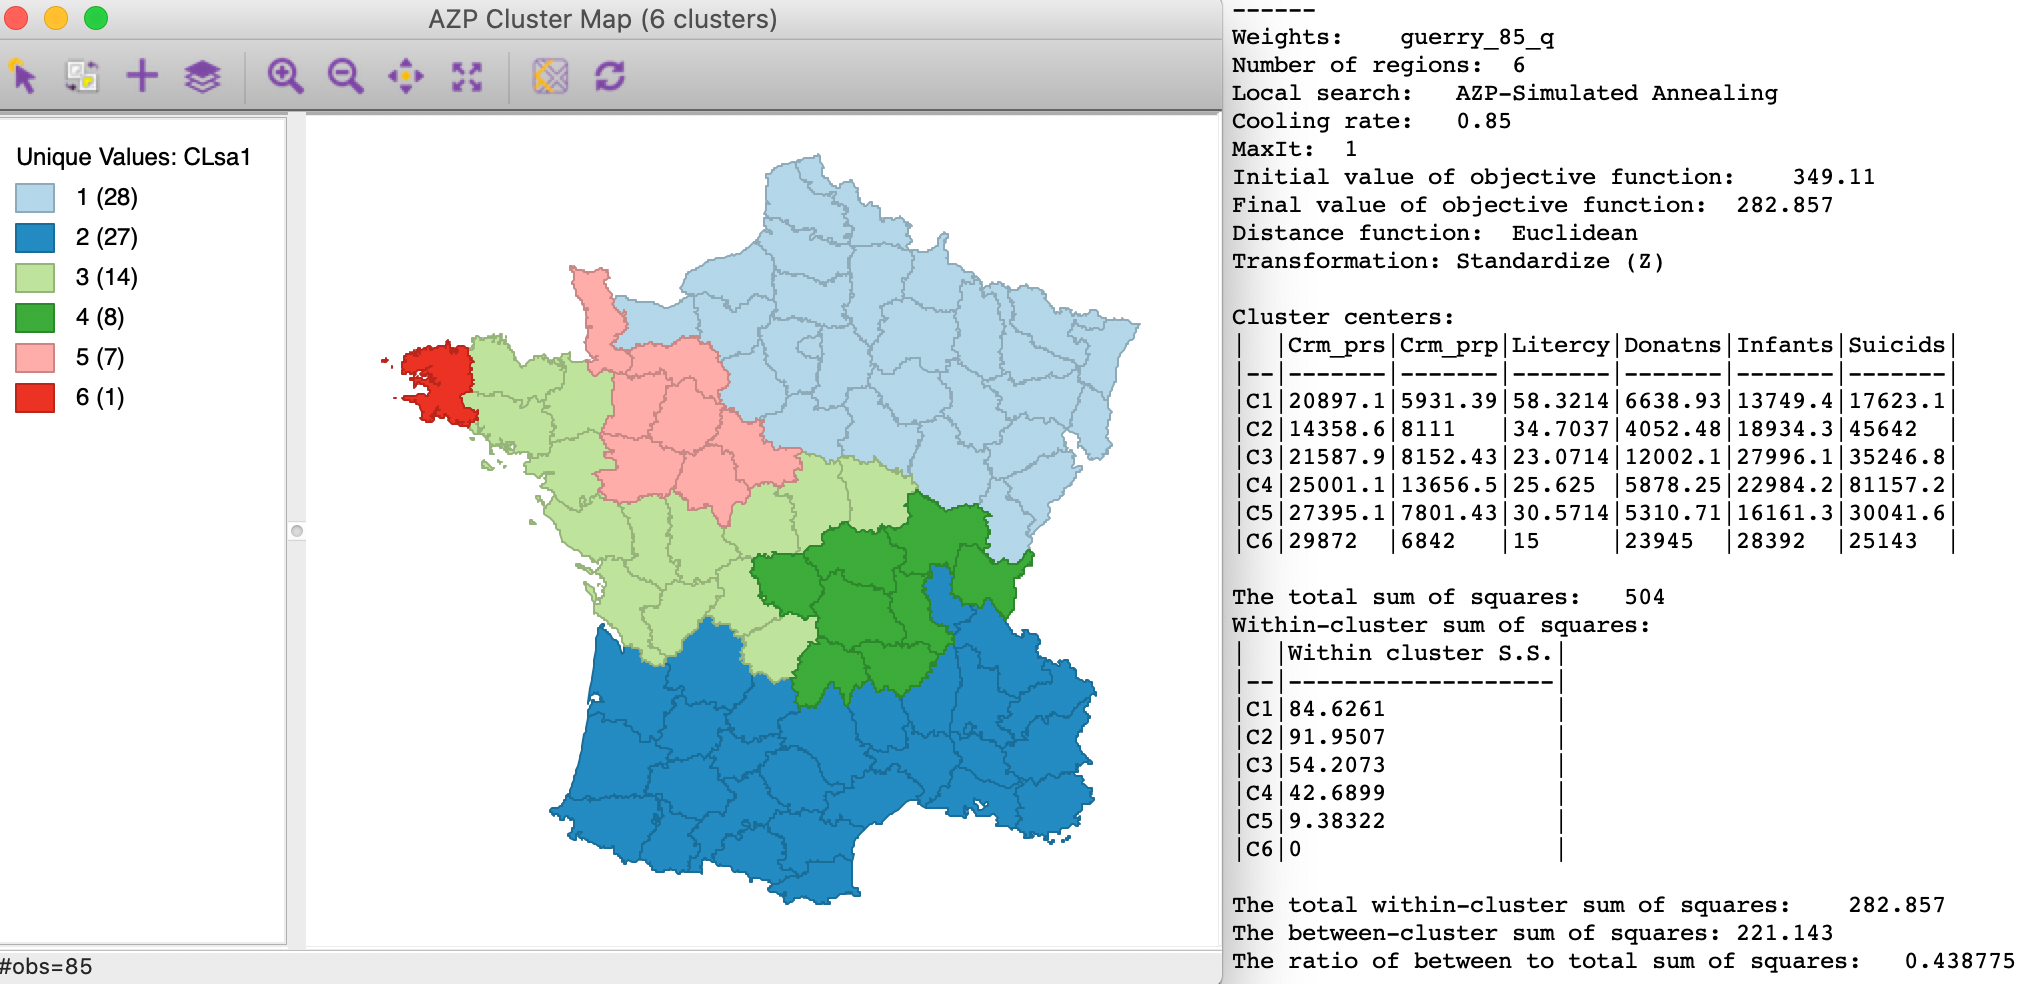 AZP Cluster Map (6 clusters)
Unique Values: CLsa1
1 (28)
2 (27)
3 (14)
4 (8)
5 (7)
6 (1)
#obs=85
------
Weights: guerry_85_q
Number of regions: 6
Local search: AZP-Simulated Annealing
Cooling rate: 0.85
MaxIt: 1
Initial value of objective function: 349.11
Final value of objective function: 282.857
Distance function: Euclidean
Transformation: Standardize (Z)
Cluster centers:
|  |Crm_prs|Crm_prp|Litercy|Donatns|Infants|Suicids|
|--|-------|-------|-------|-------|-------|-------|
|C1|20897.1|5931.39|58.3214|6638.93|13749.4|17623.1|
|C2|14358.6|8111   |34.7037|4052.48|18934.3|45642  |
|C3|21587.9|8152.43|23.0714|12002.1|27996.1|35246.8|
|C4|25001.1|13656.5|25.625 |5878.25|22984.2|81157.2|
|C5|27395.1|7801.43|30.5714|5310.71|16161.3|30041.6|
|C6|29872  |6842   |15     |23945  |28392  |25143  |
The total sum of squares: 504
Within-cluster sum of squares:
|  |Within cluster S.S.|
|--|-------------------|
|C1|84.6261            |
|C2|91.9507            |
|C3|54.2073            |
|C4|42.6899            |
|C5|9.38322            |
|C6|0                  |
The total within-cluster sum of squares: 282.857
The between-cluster sum of squares: 221.143
The ratio of between to total sum of squares: 0.438775